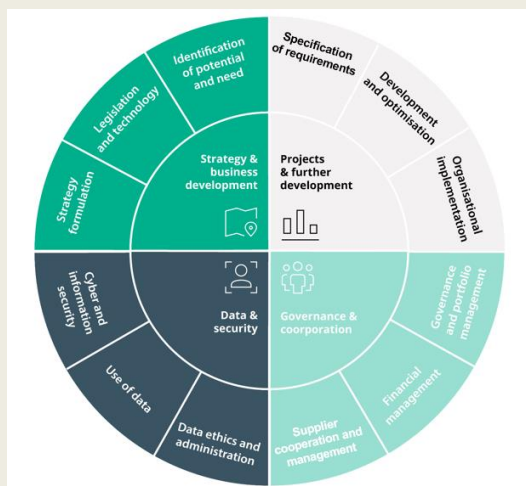 Identification
of potential
and need
Legislation
and technology
Strategy
formulation
Strategy &
business
development
Specification
of requirements
Development
and optimisation
Organisational
implementation
Projects
& further
development
Cyber and
information
security
Use of data
Data ethics and
administration
Data &
security
Governance
and portfolio
management
Financial
management
Supplier
cooperation and
management
Governance &
coorporation